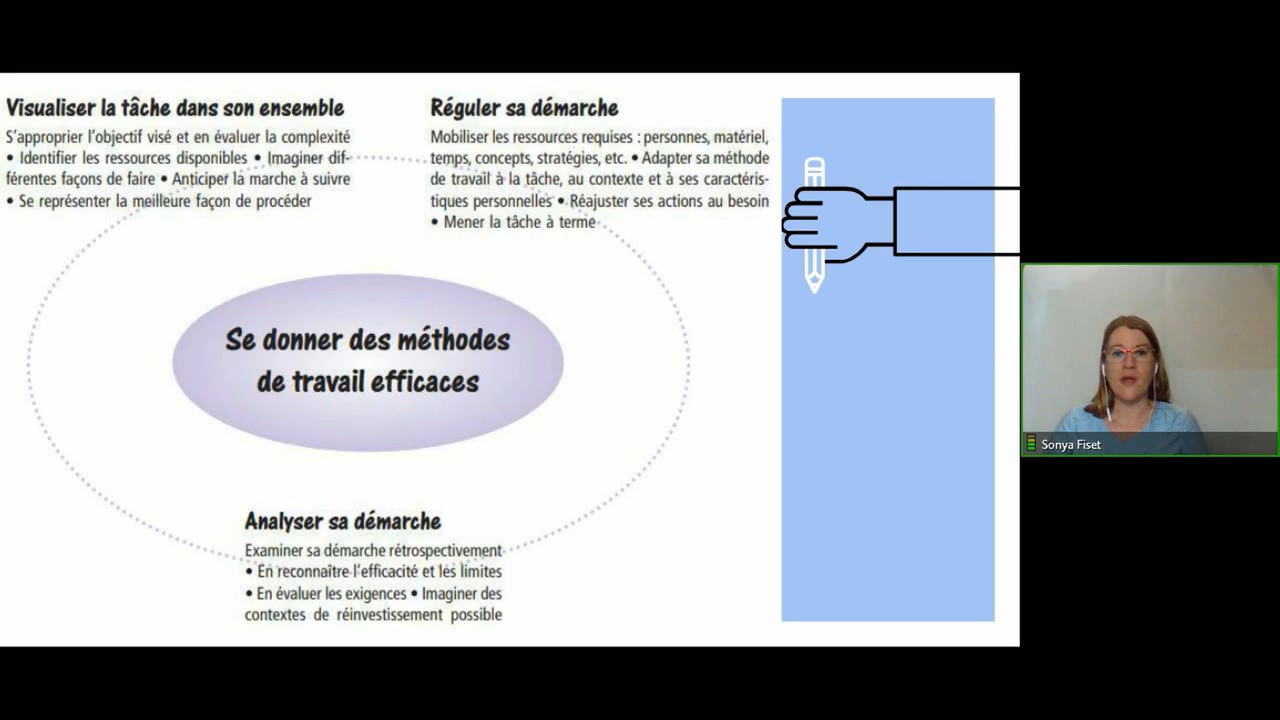 Visualiser la tâche dans son ensemble
S'approprier l'objectif visé et en évaluer la complexité
• Identifier les ressources disponibles • Imaginer dif-
férentes façons de faire • Anticiper la marche à suivre
• Se représenter la meilleure façon de procéder
Réguler sa démarche
Mobiliser les ressources requises : personnes, matériel,
temps, concepts, stratégies, etc. • Adapter sa méthode
de travail à la tâche, au contexte et à ses caractéris-
tiques personnelles • Réajuster ses actions au besoin
• Mener la tâche à terme
Se donner des méthodes
de travail efficaces
Analyser sa démarche
Examiner sa démarche rétrospectivement
• En reconnaître l'efficacité et les limites
• En évaluer les exigences • Imaginer des
contextes de réinvestissement possible
Sonya Fiset